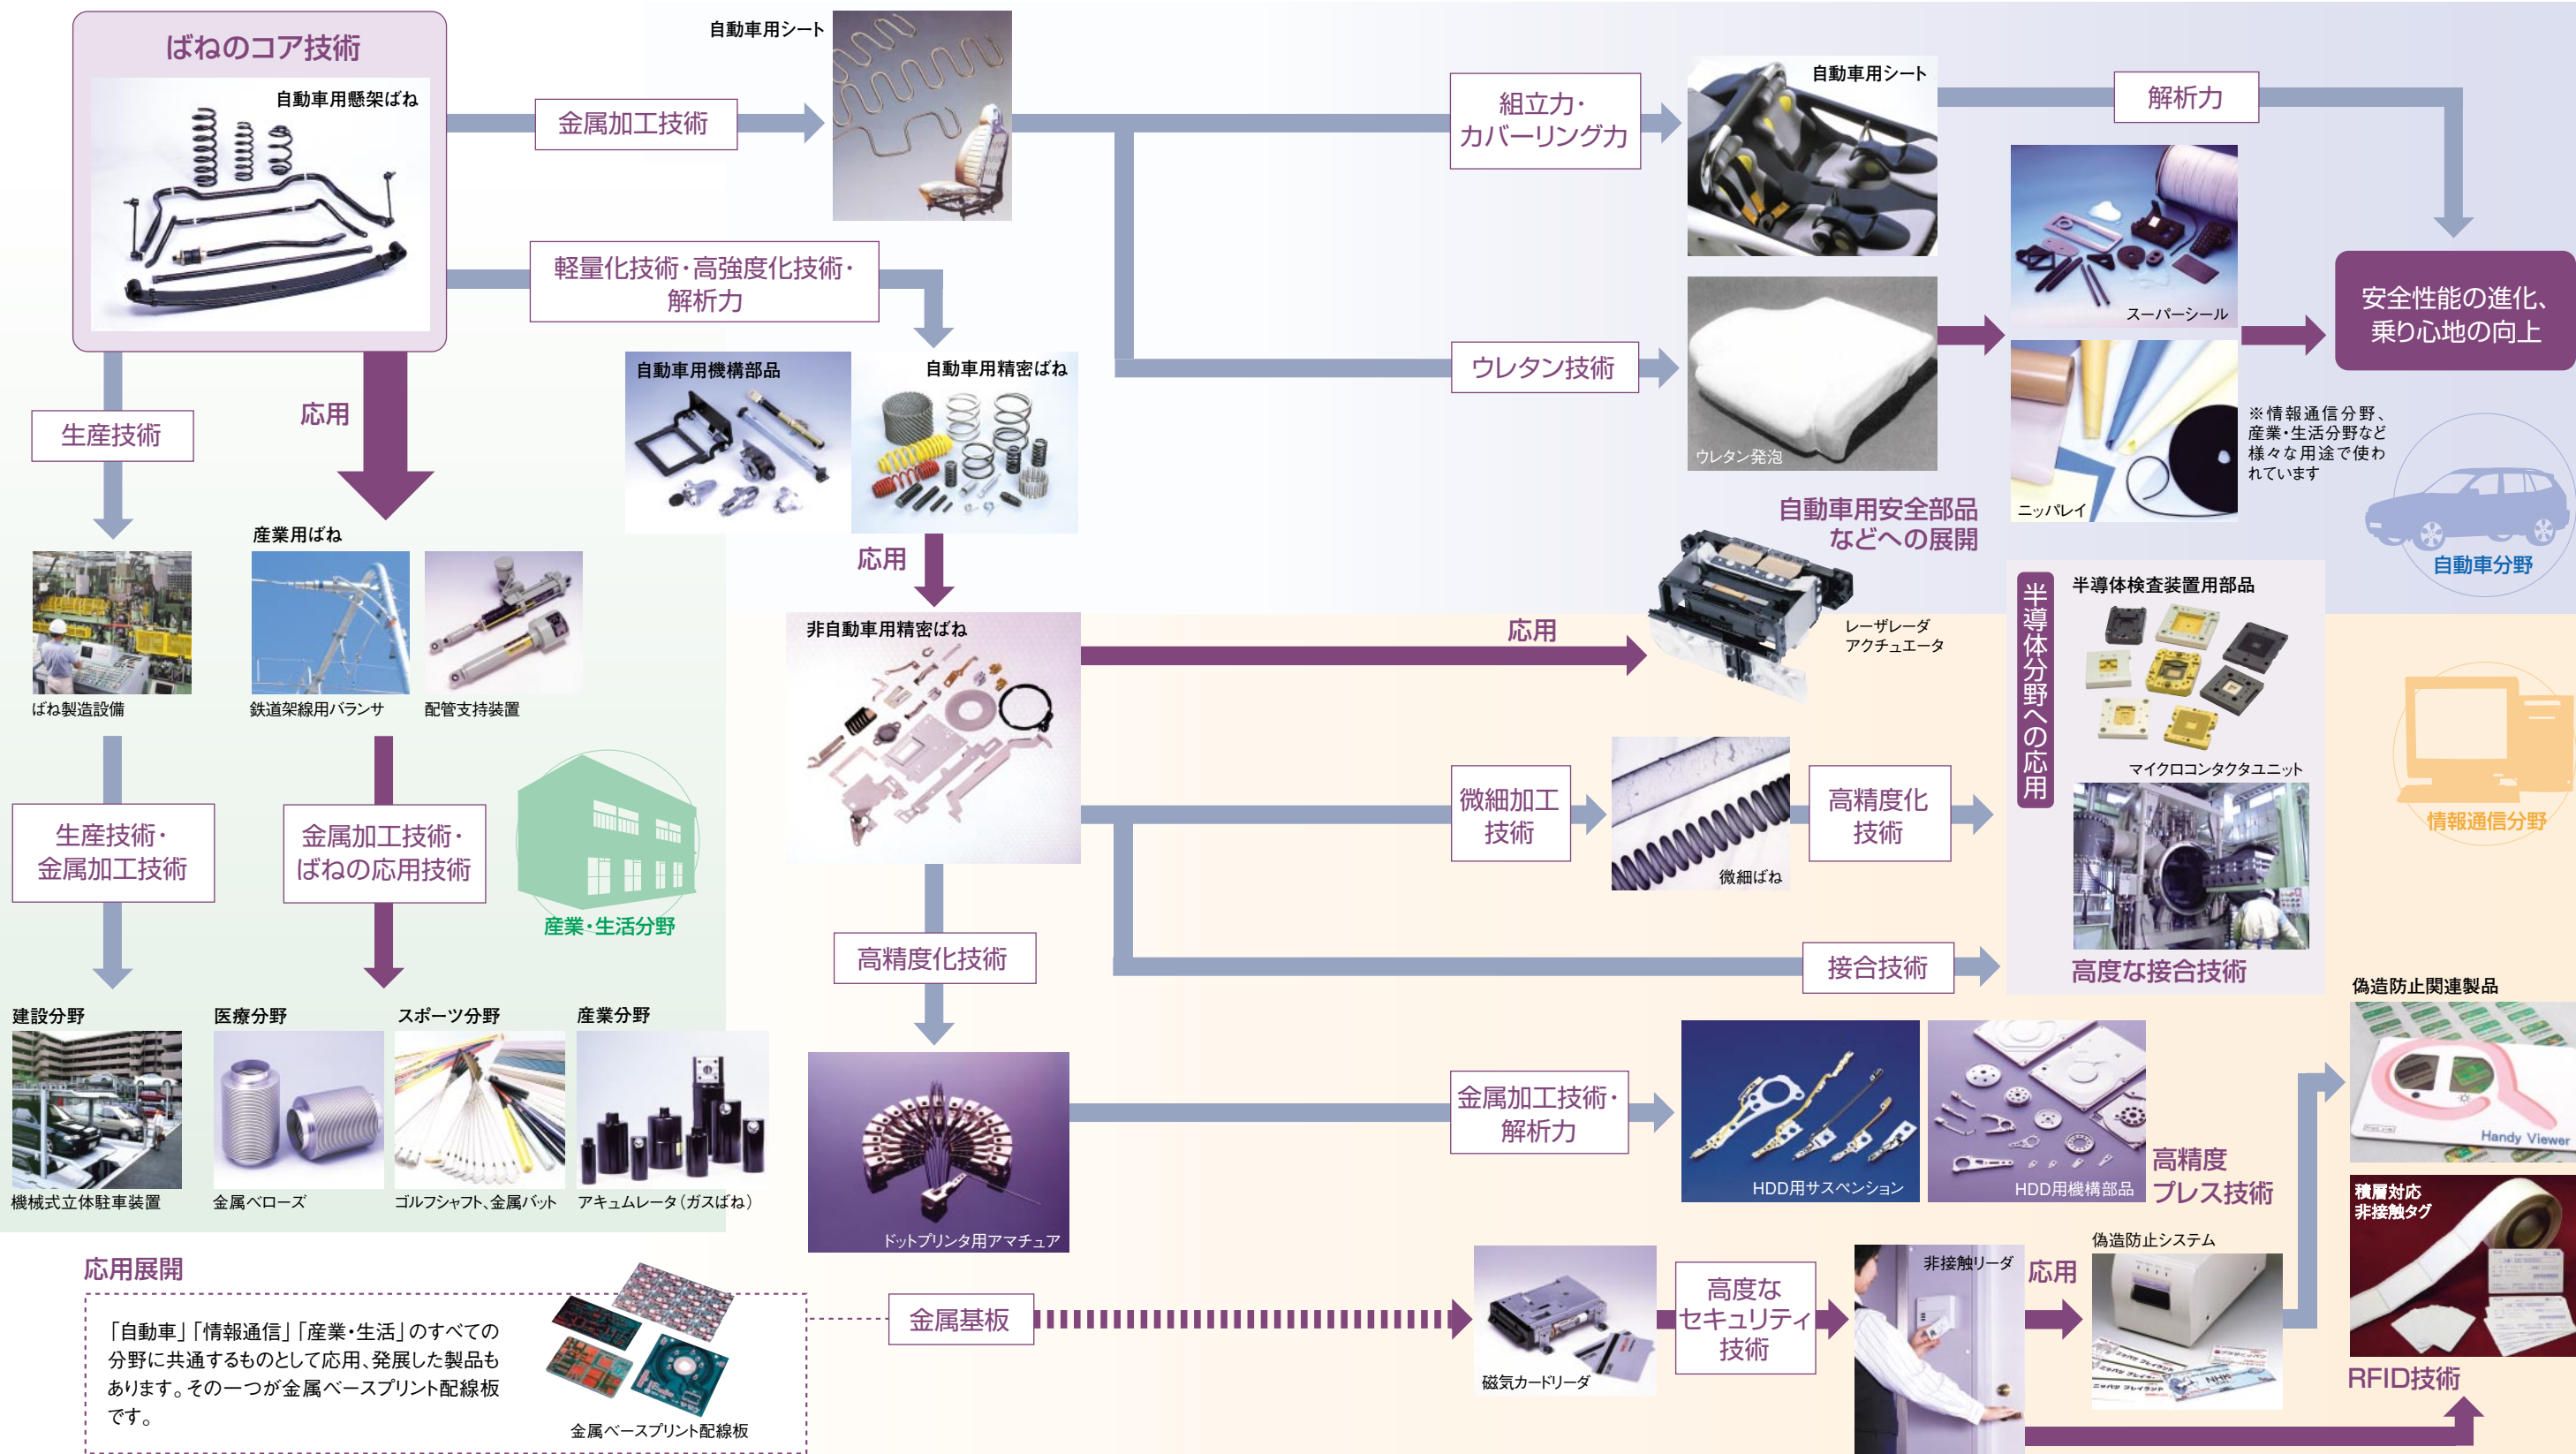 ばねのコア技術
自動車用懸架ばね
金属加工技術
自動車用シート
組立力・
カバーリング力
自動車用シート
解析力
軽量化技術・高強度化技術・
解析力
スーパーシール
安全性能の進化、
乗り心地の向上
自動車用機構部品
自動車用精密ばね
ウレタン技術
ウレタン発泡
ニッパレイ
※情報通信分野、
産業・生活分野など
様々な用途で使わ
れています
自動車分野
生産技術
応用
産業用ばね
ばね製造設備
鉄道架線用バランサ
配管支持装置
応用
自動車用安全部品
などへの展開
非自動車用精密ばね
応用
レーザレーダ
アクチュエータ
半導体分野への応用
半導体検査装置用部品
マイクロコンタクタユニット
高度な接合技術
情報通信分野
生産技術・
金属加工技術
金属加工技術・
ばねの応用技術
産業・生活分野
微細加工
技術
微細ばね
高精度化
技術
高精度化技術
接合技術
建設分野
機械式立体駐車装置
医療分野
金属ベローズ
スポーツ分野
ゴルフシャフト、金属バット
産業分野
アキュムレータ（ガスばね）
ドットプリンタ用アマチュア
金属加工技術・
解析力
HDD用サスペンション
HDD用機構部品
高精度
プレス技術
偽造防止関連製品
Handy Viewer
積層対応
非接触タグ
RFID技術
応用展開
「自動車」「情報通信」「産業・生活」のすべての
分野に共通するものとして応用、発展した製品も
あります。その一つが金属ベースプリント配線板
です。
金属ベースプリント配線板
金属基板
磁気カードリーダ
高度な
セキュリティ
技術
非接触リーダ
応用
偽造防止システム